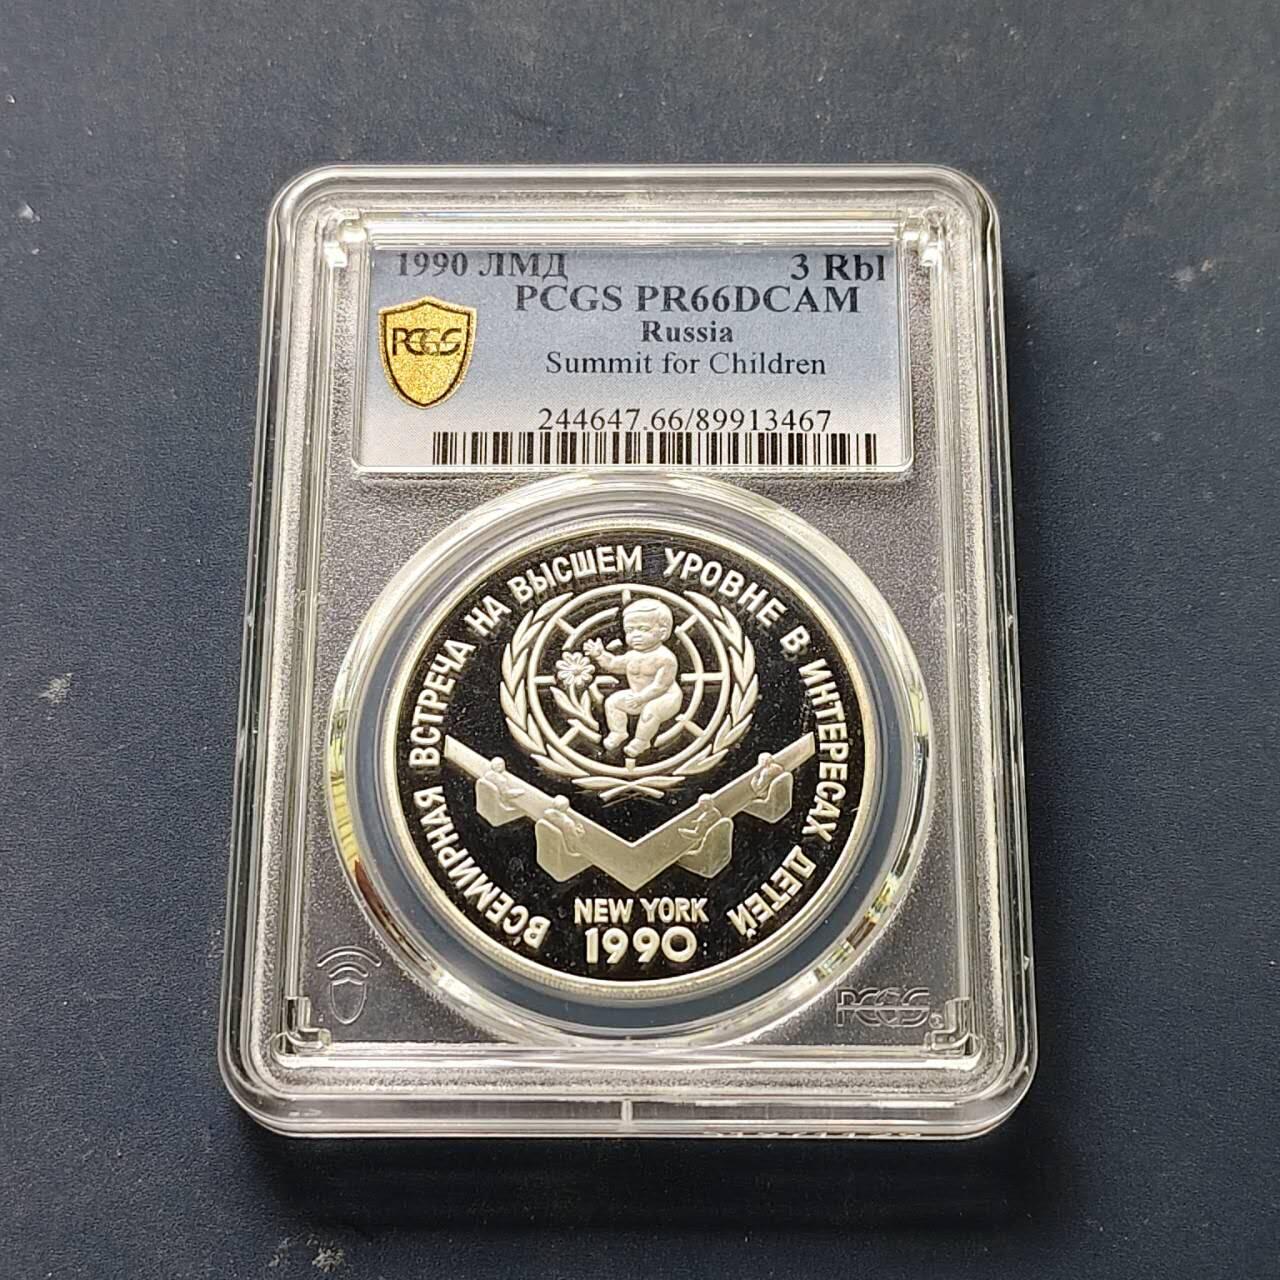 1990 ЛМД 3 Rbl
PCGS PR66DCAM
Russia
Summit for Children
244647.66/89913467
PCGS
ВСЕМИРНАЯ ВСТРЕЧА НА ВЫСШЕМ УРОВНЕ В ИНТЕРЕСАХ ДЕТЕЙ
NEW YORK
1990
PCGS